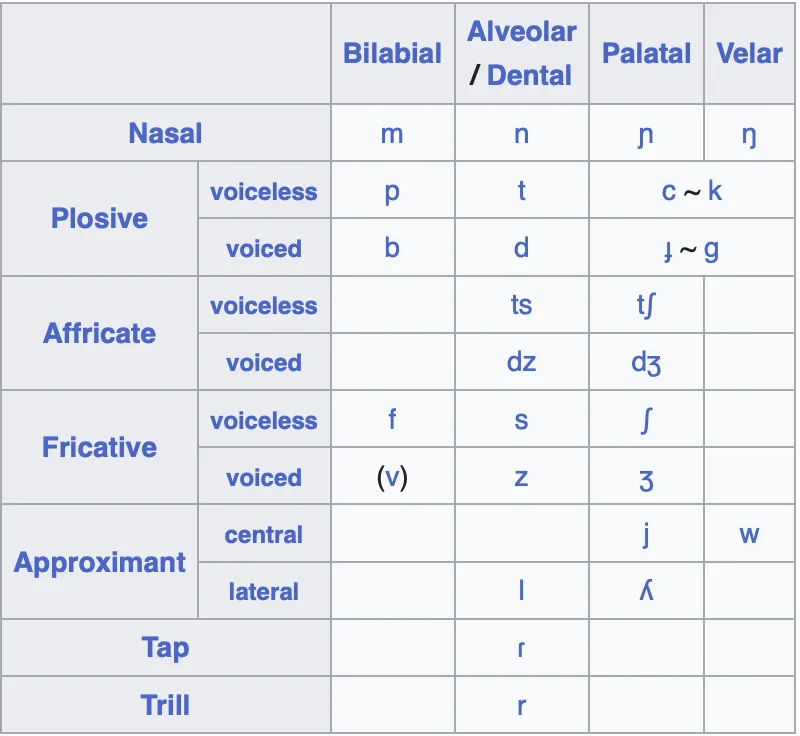 Bilabial Alveolar / Dental Palatal Velar
Nasal m n ɲ ŋ
Plosive voiceless p t c ~ k
voiced b d ɟ ~ g
Affricate voiceless ts tʃ
voiced dz dʒ
Fricative voiceless f s ʃ
voiced (v) z ʒ
Approximant central j w
lateral l ʎ
Tap ɾ
Trill r